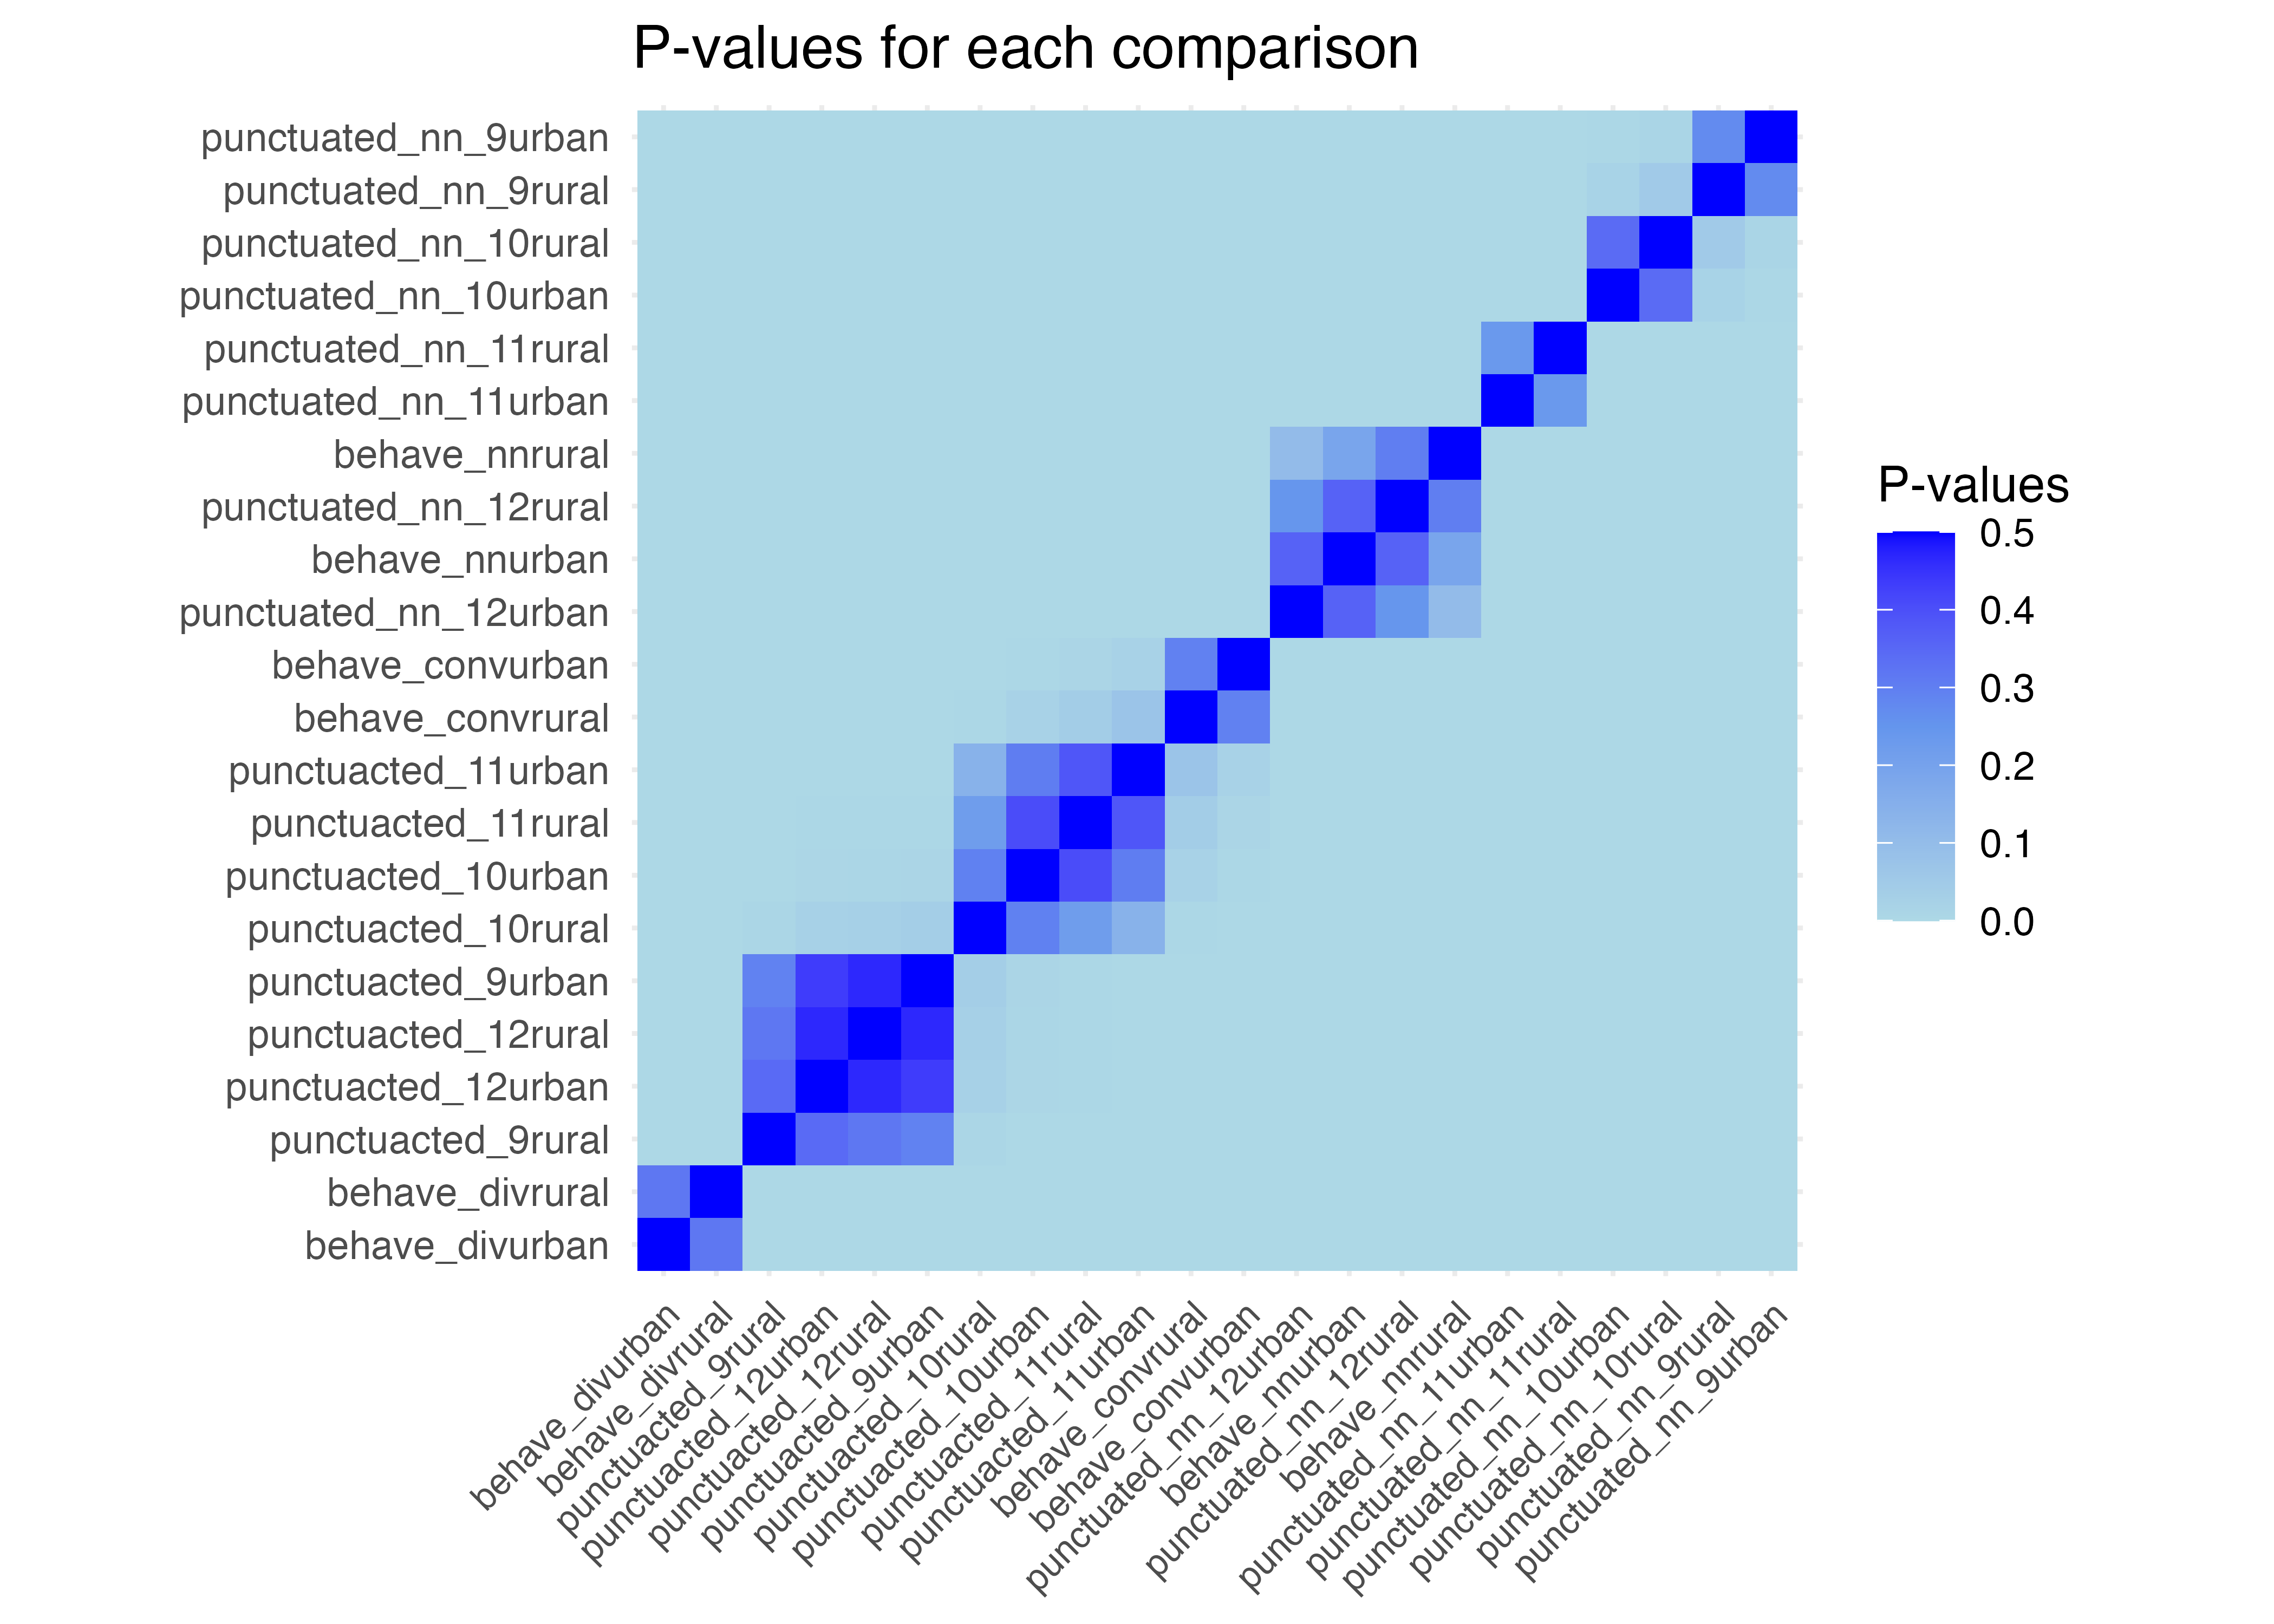 P-values for each comparison
punctuated_nn_9urban
punctuated_nn_9rural
punctuated_nn_10rural
punctuated_nn_10urban
punctuated_nn_11rural
punctuated_nn_11urban
behave_nnrural
punctuated_nn_12rural
behave_nnurban
punctuated_nn_12urban
behave_convurban
behave_convrural
punctuacted_11urban
punctuacted_11rural
punctuacted_10urban
punctuacted_10rural
punctuacted_9urban
punctuacted_12rural
punctuacted_12urban
punctuacted_9rural
behave_divrural
behave_divurban
behave_divurban
behave_divrural
punctuacted_9rural
punctuacted_12urban
punctuacted_12rural
punctuacted_9urban
punctuacted_10rural
punctuacted_10urban
punctuacted_11rural
punctuacted_11urban
behave_convrural
behave_convurban
punctuated_nn_12urban
behave_nnurban
punctuated_nn_12rural
behave_nnrural
punctuated_nn_11urban
punctuated_nn_11rural
punctuated_nn_10urban
punctuated_nn_10rural
punctuated_nn_9rural
punctuated_nn_9urban
P-values
0.5
0.4
0.3
0.2
0.1
0.0